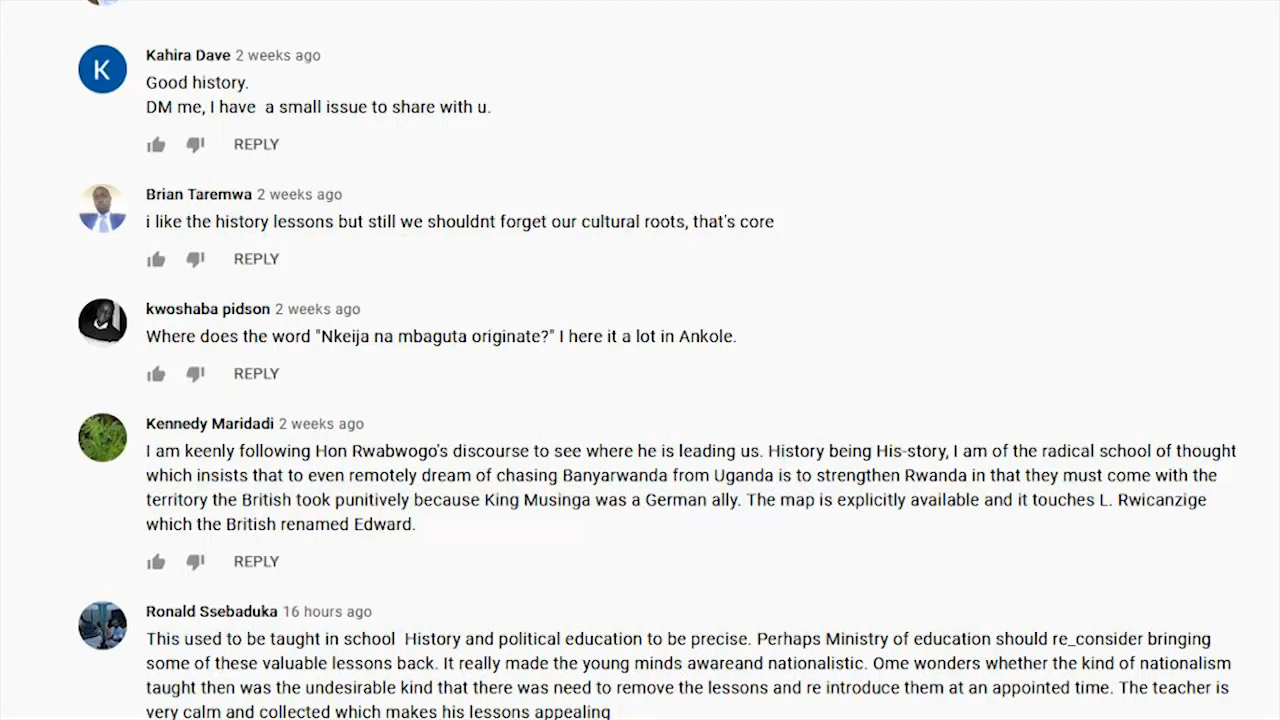 Kahira Dave 2 weeks ago
Good history.
DM me, I have  a small issue to share with u.
REPLY
Brian Taremwa 2 weeks ago
i like the history lessons but still we shouldnt forget our cultural roots, that's core
REPLY
kwoshaba pidson 2 weeks ago
Where does the word "Nkeija na mbaguta originate?" I here it a lot in Ankole.
REPLY
Kennedy Maridadi 2 weeks ago
I am keenly following Hon Rwabwogo's discourse to see where he is leading us. History being His-story, I am of the radical school of thought
which insists that to even remotely dream of chasing Banyarwanda from Uganda is to strengthen Rwanda in that they must come with the
territory the British took punitively because King Musinga was a German ally. The map is explicitly available and it touches L. Rwicanzige
which the British renamed Edward.
REPLY
Ronald Ssebaduka 16 hours ago
This used to be taught in school  History and political education to be precise. Perhaps Ministry of education should re_consider bringing
some of these valuable lessons back. It really made the young minds awareand nationalistic. Ome wonders whether the kind of nationalism
taught then was the undesirable kind that there was need to remove the lessons and re introduce them at an appointed time. The teacher is
very calm and collected which makes his lessons appealing
K